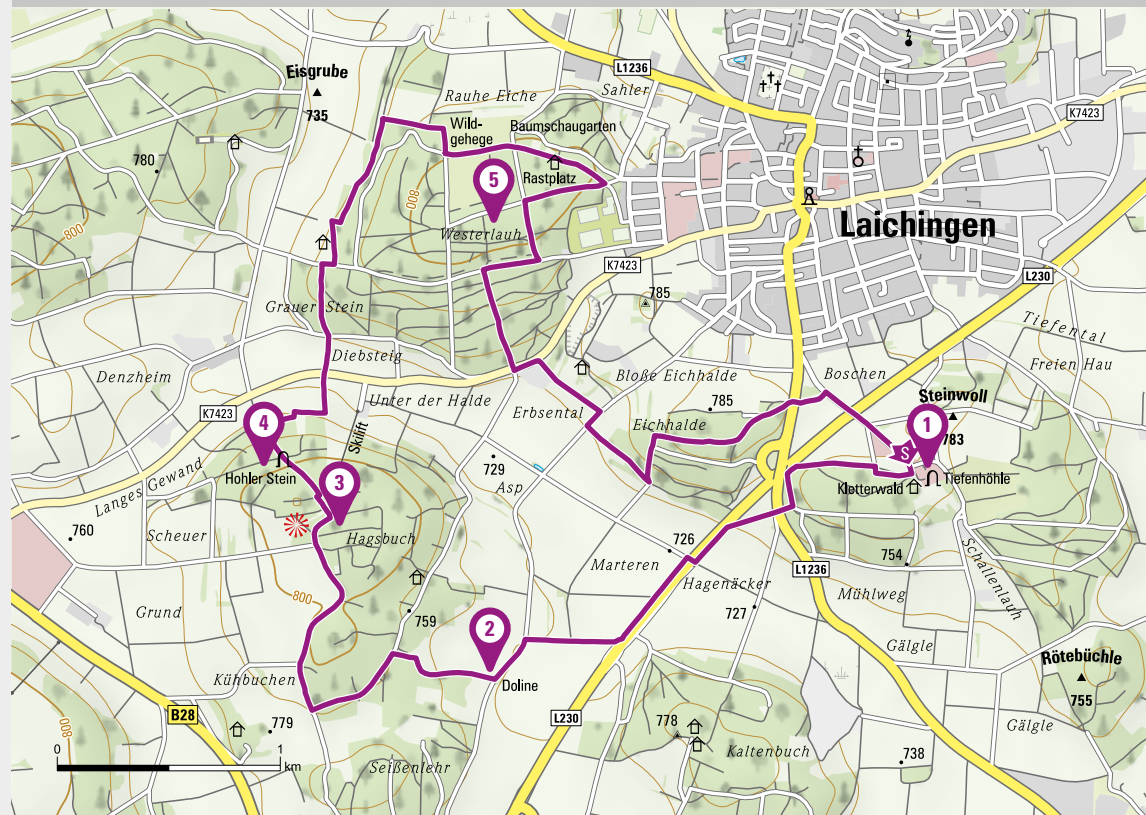 L1236
Eisgrube
735
Rauhe Eiche
Sahler
K7423
Wild-
gehege
Baumschaugarten
780
Rastplatz
5
800
800
Westerlauh
Laichingen
K7423
L230
785
Grauer Stein
Tiefental
Diebsteig
Freien Hau
Denzheim
Bloße Eichhalde
Boschen
Unter der Halde
Erbsental
785
Steinwoll
783
K7423
Eichhalde
4
Skilift
1
S
Hohler Stein
729
Asp
Kletterwald
Tiefenhöhle
Langes Gewand
3
760
Scheuer
Hagsbuch
726
754
Schallenlauh
Marteren
L1236
Hagenäcker
Mühlweg
800
727
Grund
759
2
Gälgle
Rötebüchle
755
Kühbuchen
Doline
B28
L230
779
778
Gälgle
800
Kaltenbuch
738
Seißenlehr
0
1
km